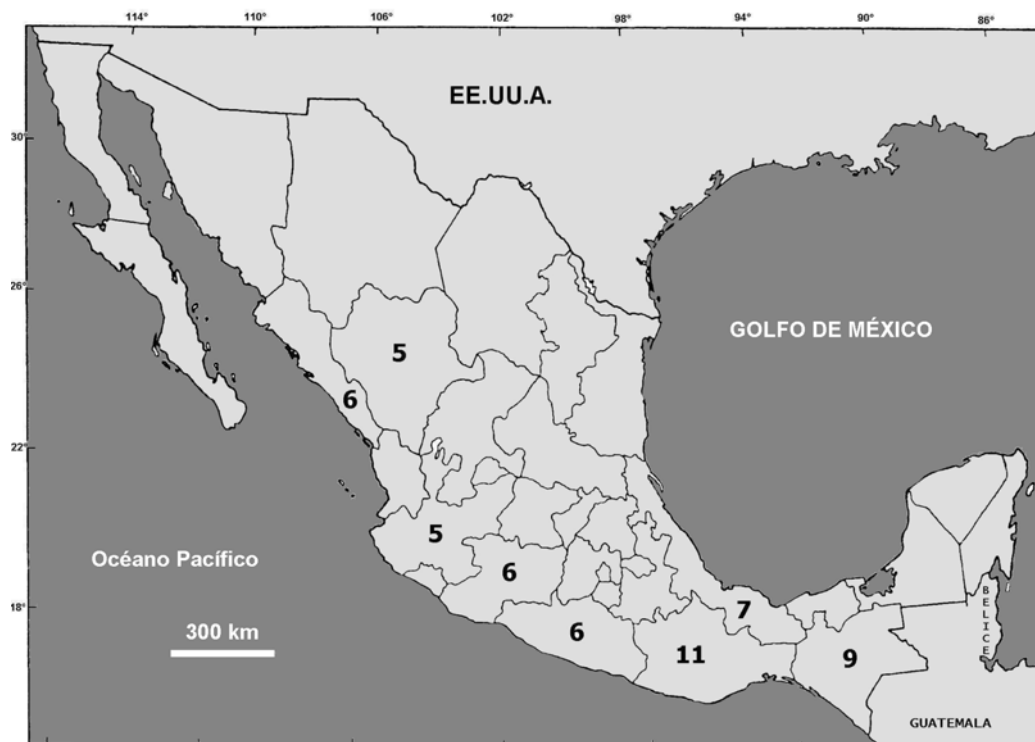 114° 110° 106° 102° 98° 94° 90° 86°
EE.UU.A.
30°
26°
GOLFO DE MÉXICO
5
6
22°
5
Océano Pacífico
6
18°
7
BELICE
300 km
6
11
9
GUATEMALA